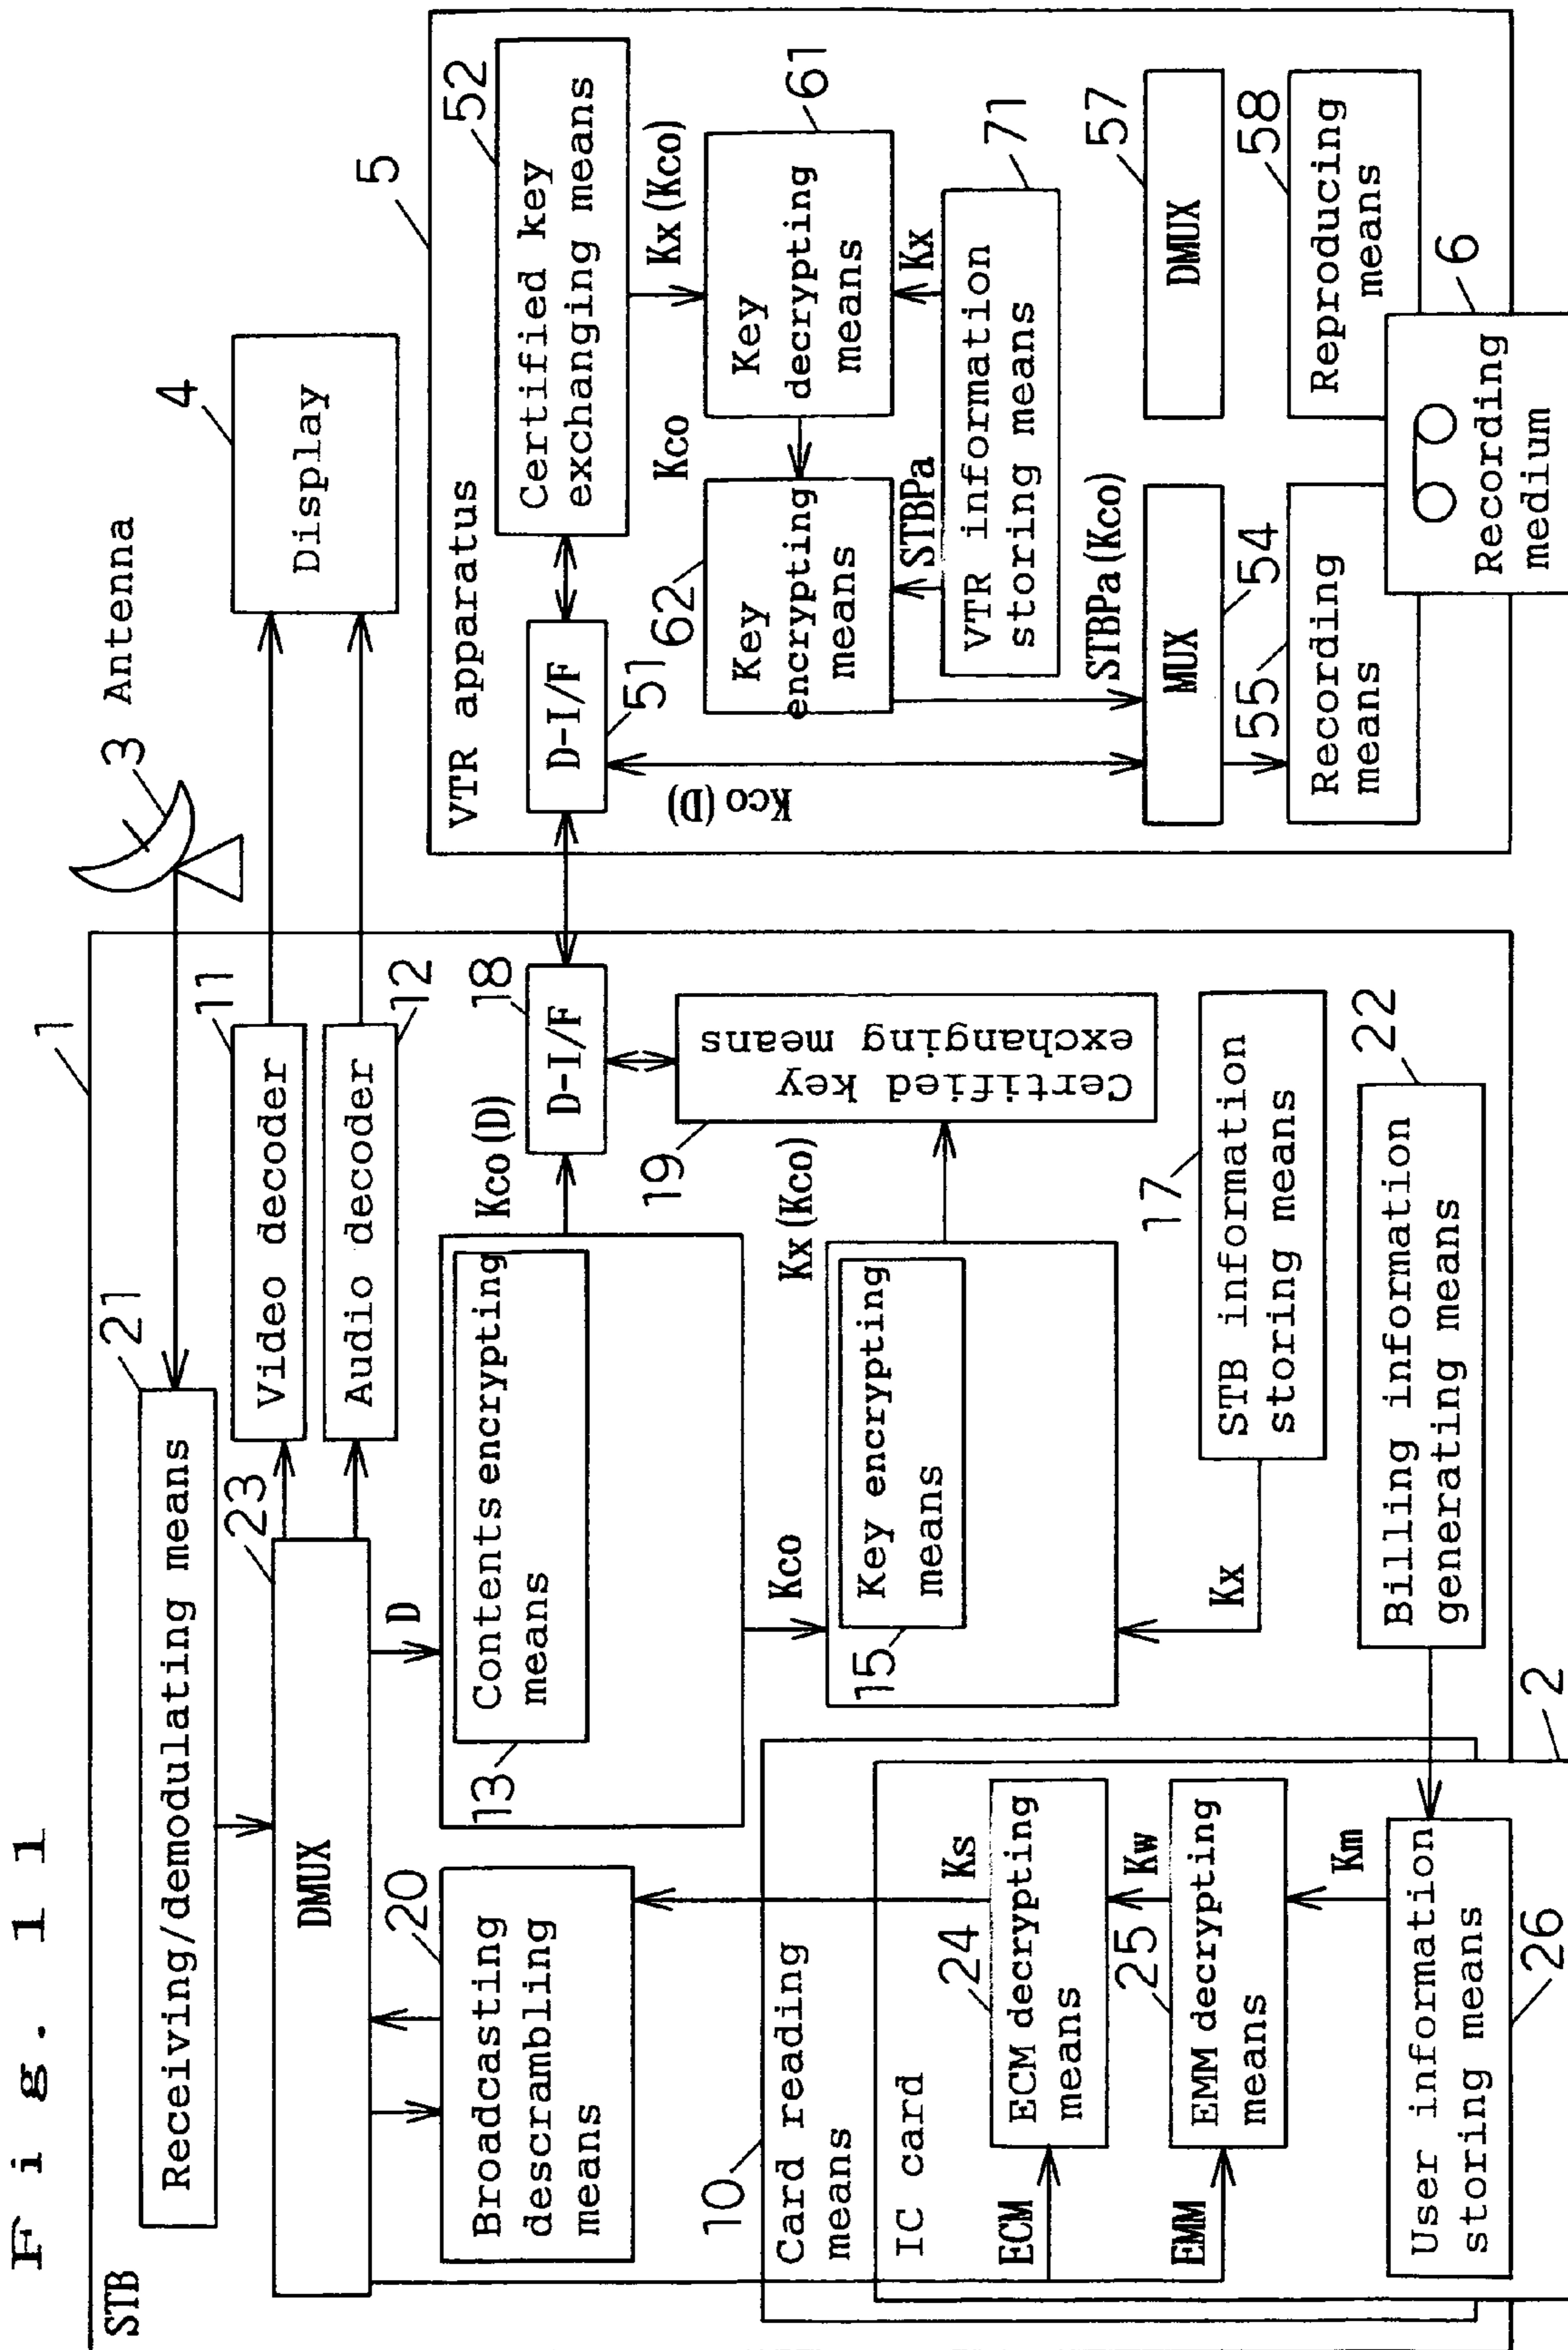 Fig. 11
STB
1
Receiving/demodulating means
21
3 Antenna
DMUX
23
Video decoder
11
Audio decoder
12
Display
4
D
Broadcasting
descrambling
means
20
Contents encrypting
means
13
Kco (D)
D-I/F
18
Certified key
exchanging means
19
Kco
Key encrypting
means
15
Kx (Kco)
Kx
STB information
storing means
17
Billing information
generating means
22
10
Card reading
means
IC card
2
ECM
ECM decrypting
means
24
Ks
EMM
EMM decrypting
means
25
Kw
Km
User information
storing means
26
VTR apparatus
5
D-I/F
51
Certified key
exchanging means
52
Kx (Kco)
Key
decrypting
means
61
Kco
Key
encrypting
means
62
STBPa
Kx
VTR information
storing means
71
Kco (D)
STBPa (Kco)
MUX
54
DMUX
57
Recording
means
55
Reproducing
means
58
Recording
medium
6